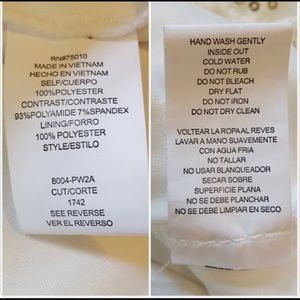 RN#75010
MADE IN VIETNAM
HECHO EN VIETNAM
SELF/CUERPO
100%POLYESTER
CONTRAST/CONTRASTE
93%POLYAMIDE 7%SPANDEX
LINING/FORRO
100% POLYESTER
STYLE/ESTILO
8004-PW2A
CUT/CORTE
1742
SEE REVERSE
VER EL REVERSO
HAND WASH GENTLY
INSIDE OUT
COLD WATER
DO NOT RUB
DO NOT BLEACH
DRY FLAT
DO NOT IRON
DO NOT DRY CLEAN
VOLTEAR LA ROPA AL REVES
LAVAR A MANO SUAVEMENTE
CON AGUA FRIA
NO TALLAR
NO USAR BLANQUEADOR
SECAR SOBRE
SUPERFICIE PLANA
NO SE DEBE PLANCHAR
NO SE DEBE LIMPIAR EN SECO